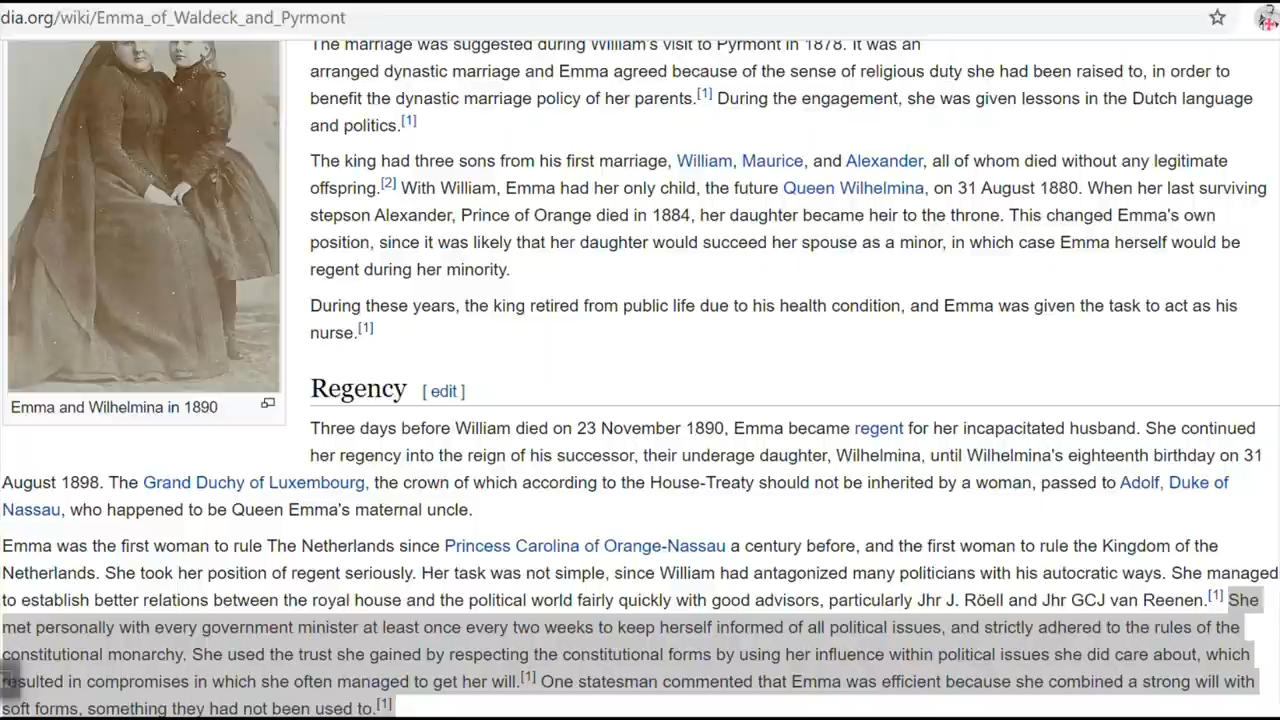 dia.org/wiki/Emma_of_Waldeck_and_Pyrmont
The marriage was suggested during William's visit to Pyrmont in 1878. It was an
arranged dynastic marriage and Emma agreed because of the sense of religious duty she had been raised to, in order to
benefit the dynastic marriage policy of her parents.[1] During the engagement, she was given lessons in the Dutch language
and politics.[1]
The king had three sons from his first marriage, William, Maurice, and Alexander, all of whom died without any legitimate
offspring.[2] With William, Emma had her only child, the future Queen Wilhelmina, on 31 August 1880. When her last surviving
stepson Alexander, Prince of Orange died in 1884, her daughter became heir to the throne. This changed Emma's own
position, since it was likely that her daughter would succeed her spouse as a minor, in which case Emma herself would be
regent during her minority.
During these years, the king retired from public life due to his health condition, and Emma was given the task to act as his
nurse.[1]
Emma and Wilhelmina in 1890
Regency [ edit ]
Three days before William died on 23 November 1890, Emma became regent for her incapacitated husband. She continued
her regency into the reign of his successor, their underage daughter, Wilhelmina, until Wilhelmina's eighteenth birthday on 31
August 1898. The Grand Duchy of Luxembourg, the crown of which according to the House-Treaty should not be inherited by a woman, passed to Adolf, Duke of
Nassau, who happened to be Queen Emma's maternal uncle.
Emma was the first woman to rule The Netherlands since Princess Carolina of Orange-Nassau a century before, and the first woman to rule the Kingdom of the
Netherlands. She took her position of regent seriously. Her task was not simple, since William had antagonized many politicians with his autocratic ways. She managed
to establish better relations between the royal house and the political world fairly quickly with good advisors, particularly Jhr J. Röell and Jhr GCJ van Reenen.[1] She
met personally with every government minister at least once every two weeks to keep herself informed of all political issues, and strictly adhered to the rules of the
constitutional monarchy. She used the trust she gained by respecting the constitutional forms by using her influence within political issues she did care about, which
resulted in compromises in which she often managed to get her will.[1] One statesman commented that Emma was efficient because she combined a strong will with
soft forms, something they had not been used to.[1]